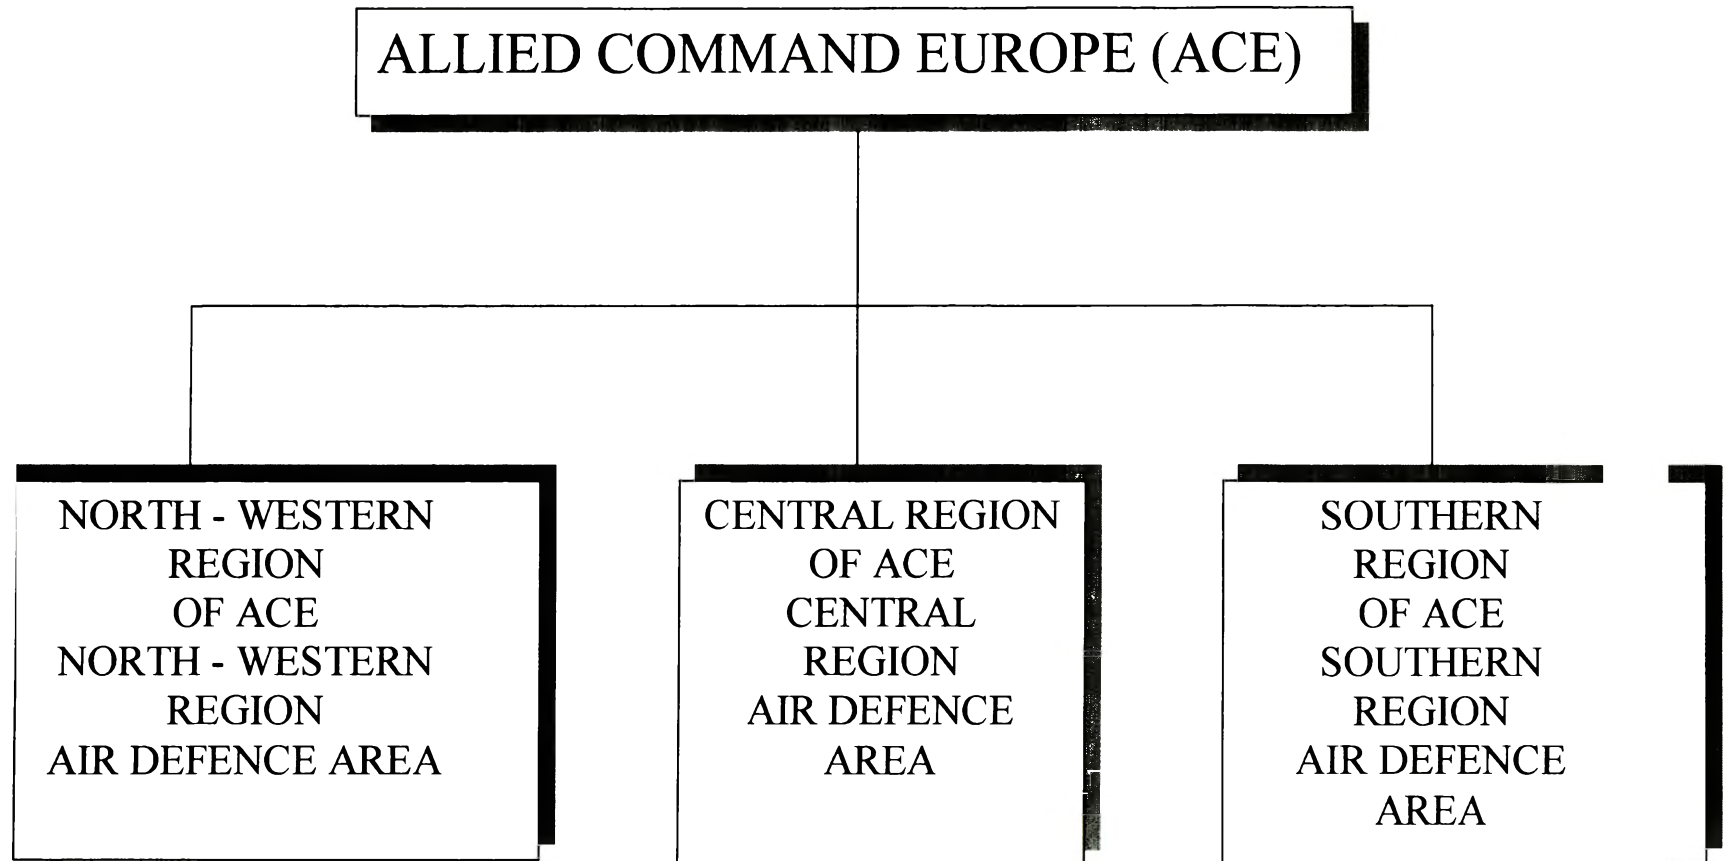 ALLIED COMMAND EUROPE (ACE)
NORTH - WESTERN
REGION
OF ACE
NORTH - WESTERN
REGION
AIR DEFENCE AREA
CENTRAL REGION
OF ACE
CENTRAL
REGION
AIR DEFENCE
AREA
SOUTHERN
REGION
OF ACE
SOUTHERN
REGION
AIR DEFENCE
AREA